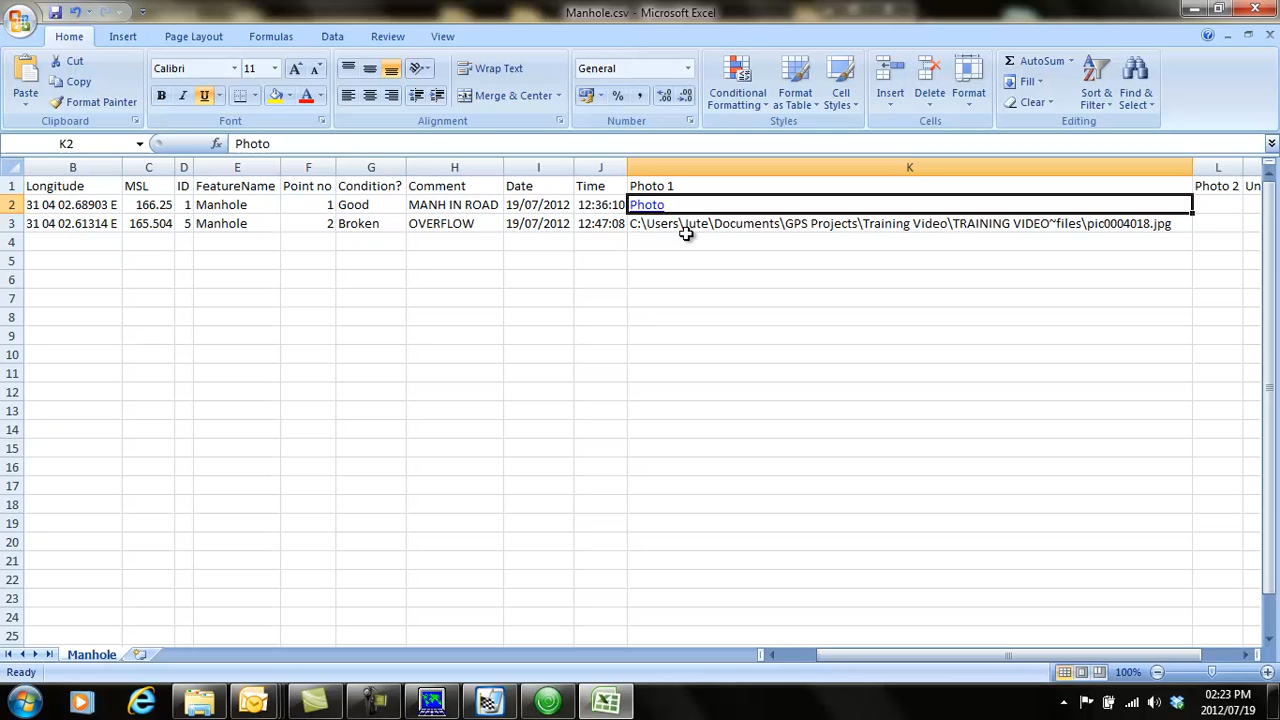 Manhole.csv - Microsoft Excel
Home Insert Page Layout Formulas Data Review View
Paste
Cut
Copy
Format Painter
Clipboard
Calibri 11
B I U
Font
Wrap Text
Merge & Center
Alignment
General
% ,
Number
Conditional Formatting
Format as Table
Cell Styles
Styles
Insert Delete Format
Cells
Σ AutoSum
Fill
Clear
Sort & Filter
Find & Select
Editing
K2 fx Photo
B C D E F G H I J K L
1 Longitude MSL ID FeatureName Point no Condition? Comment Date Time Photo 1 Photo 2 Un
2 31 04 02.68903 E 166.25 1 Manhole 1 Good MANH IN ROAD 19/07/2012 12:36:10 Photo
3 31 04 02.61314 E 165.504 5 Manhole 2 Broken OVERFLOW 19/07/2012 12:47:08 C:\Users\Jute\Documents\GPS Projects\Training Video\TRAINING VIDEO~files\pic0004018.jpg
4
5
6
7
8
9
10
11
12
13
14
15
16
17
18
19
20
21
22
23
24
25
Manhole
Ready 100%
02:23 PM
2012/07/19